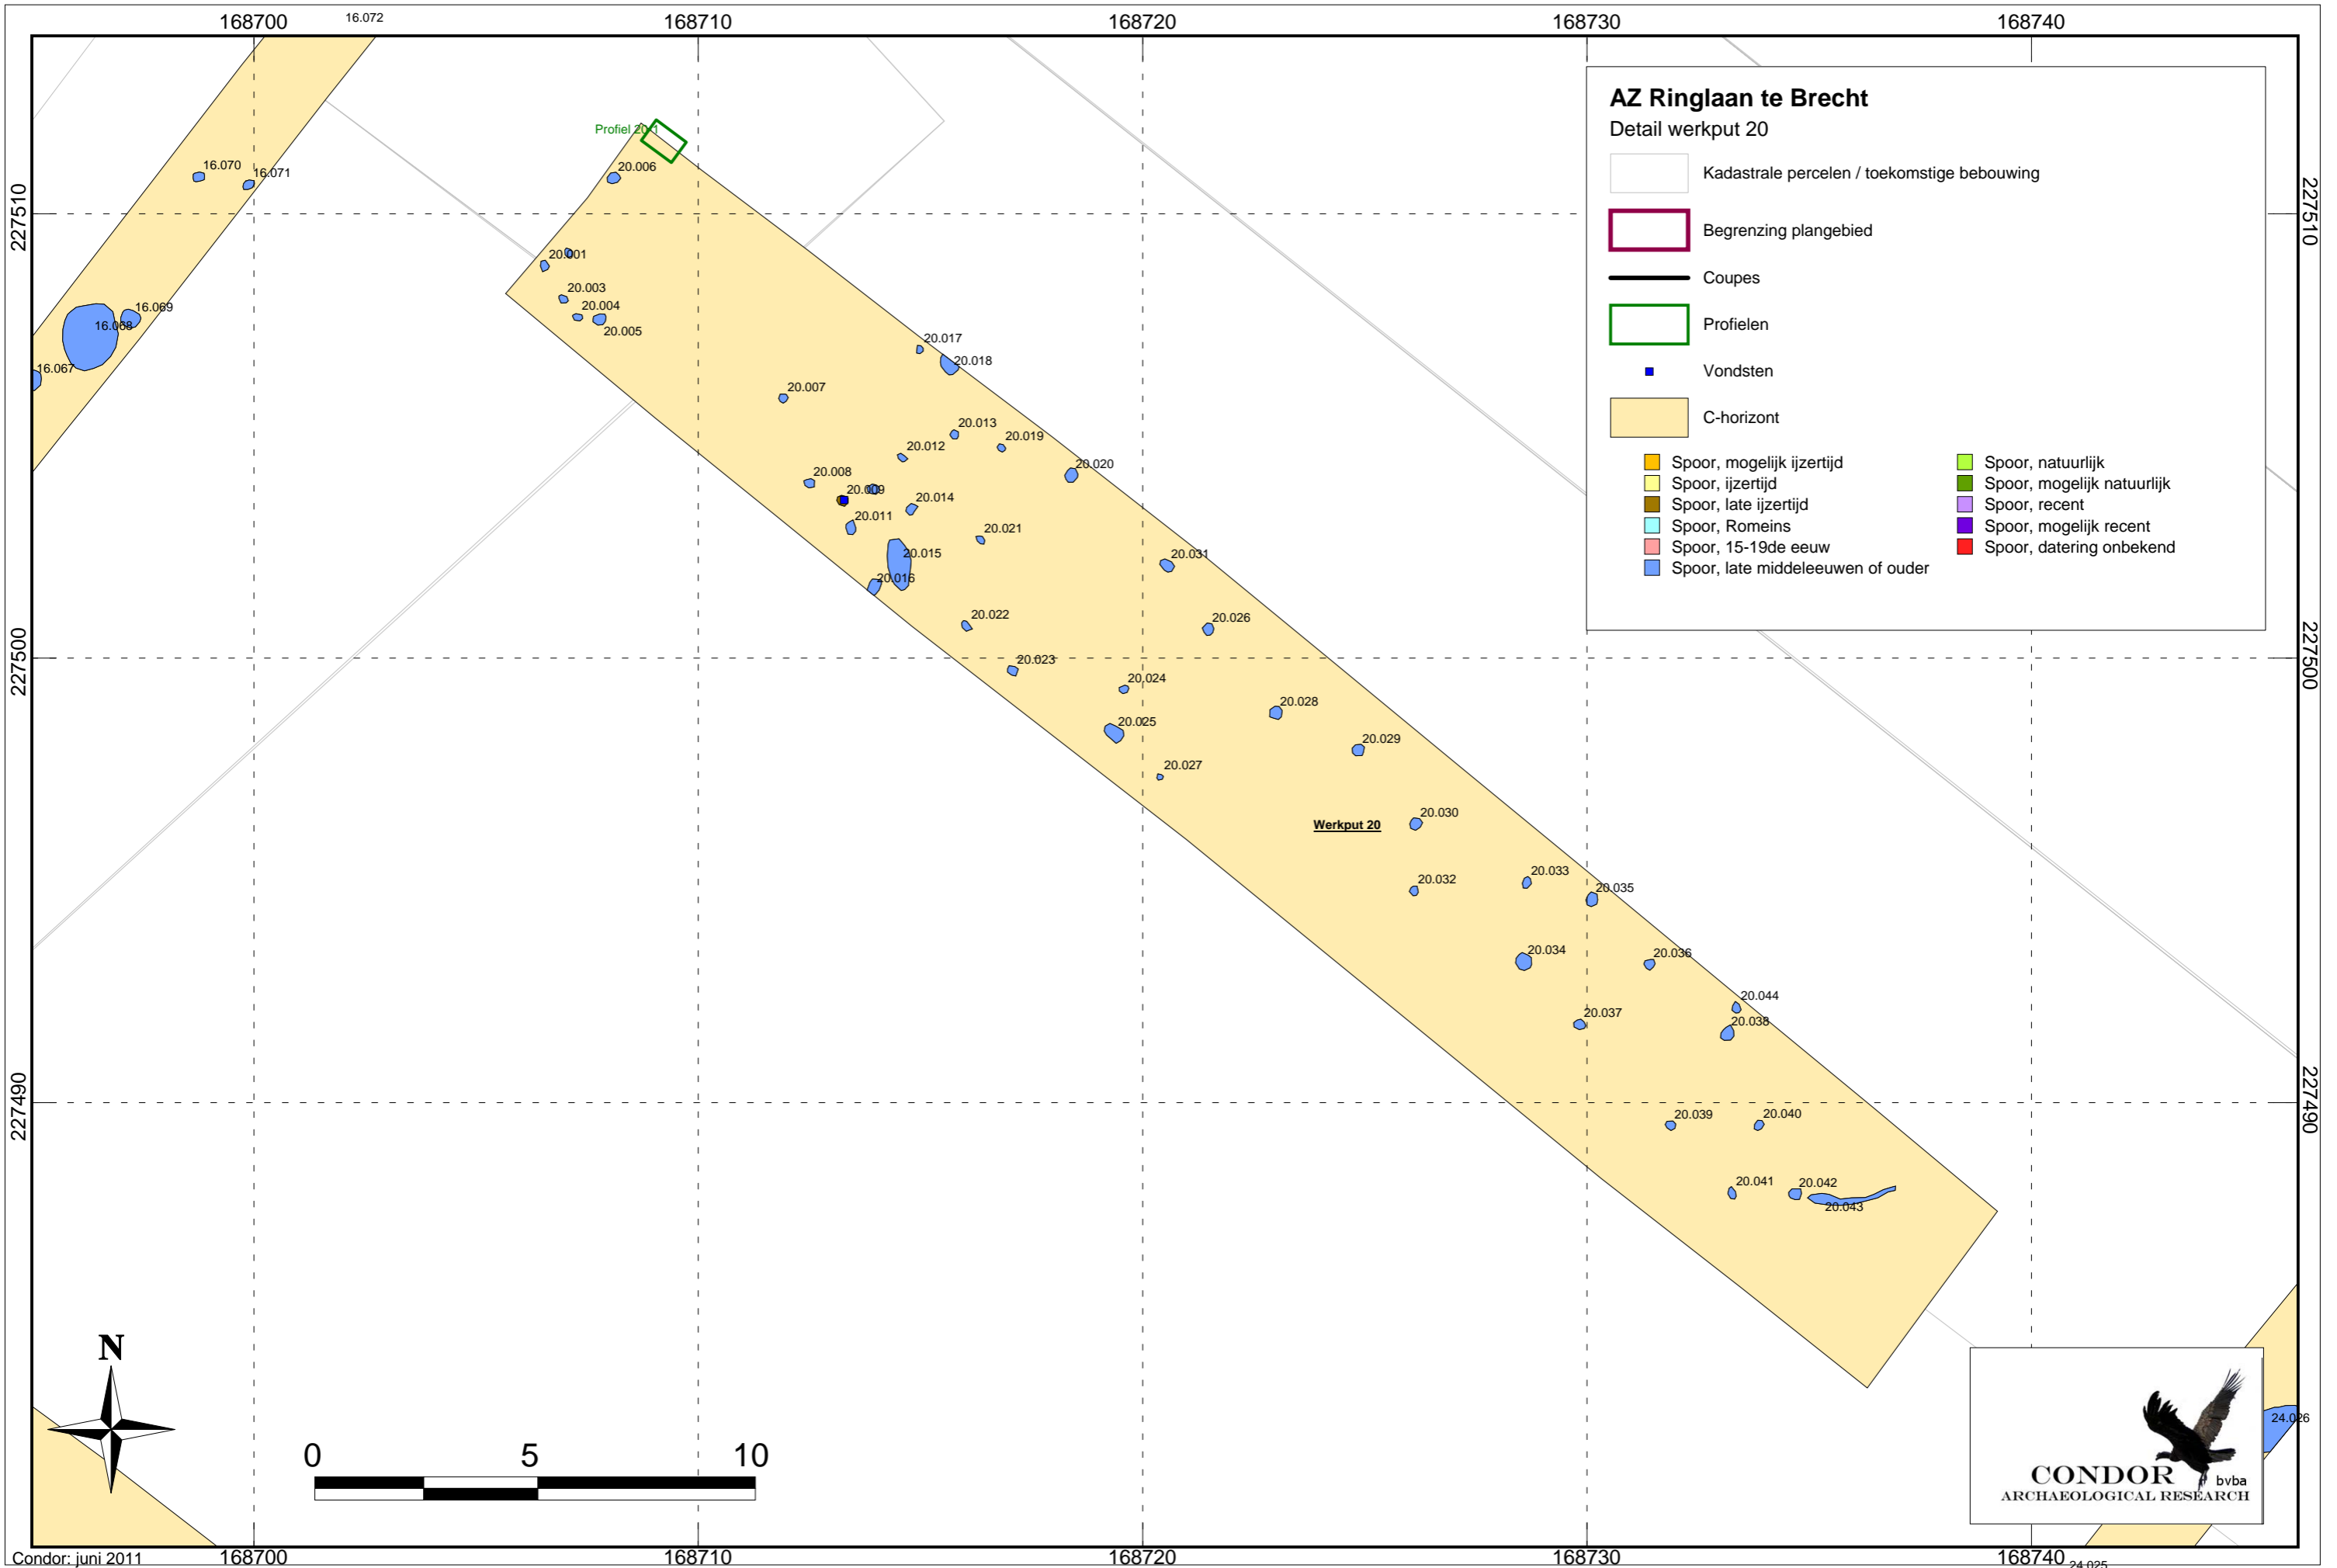 168700
16.072
168710
168720
168730
168740
AZ Ringlaan te Brecht
Detail werkput 20
Kadastrale percelen / toekomstige bebouwing
Begrenzing plangebied
Coupes
Profielen
Vondsten
C-horizont
Spoor, mogelijk ijzertijd
Spoor, ijzertijd
Spoor, late ijzertijd
Spoor, Romeins
Spoor, 15-19de eeuw
Spoor, late middeleeuwen of ouder
Spoor, natuurlijk
Spoor, mogelijk natuurlijk
Spoor, recent
Spoor, mogelijk recent
Spoor, datering onbekend
Profiel 20.1
16.070
16.071
20.006
227510
227510
20.001
20.003
20.004
20.005
16.069
16.068
16.067
20.017
20.018
20.007
20.013
20.019
20.012
20.020
20.008
20.009
20.014
20.011
20.021
20.015
20.031
20.016
20.022
20.026
227500
227500
20.023
20.024
20.028
20.025
20.029
20.027
20.030
Werkput 20
20.032
20.033
20.035
20.034
20.036
20.044
20.037
20.038
227490
227490
20.039
20.040
20.041
20.042
20.043
N
0 5 10
24.026
CONDOR bvba
ARCHAEOLOGICAL RESEARCH
Condor: juni 2011
168700
168710
168720
168730
168740
24.025